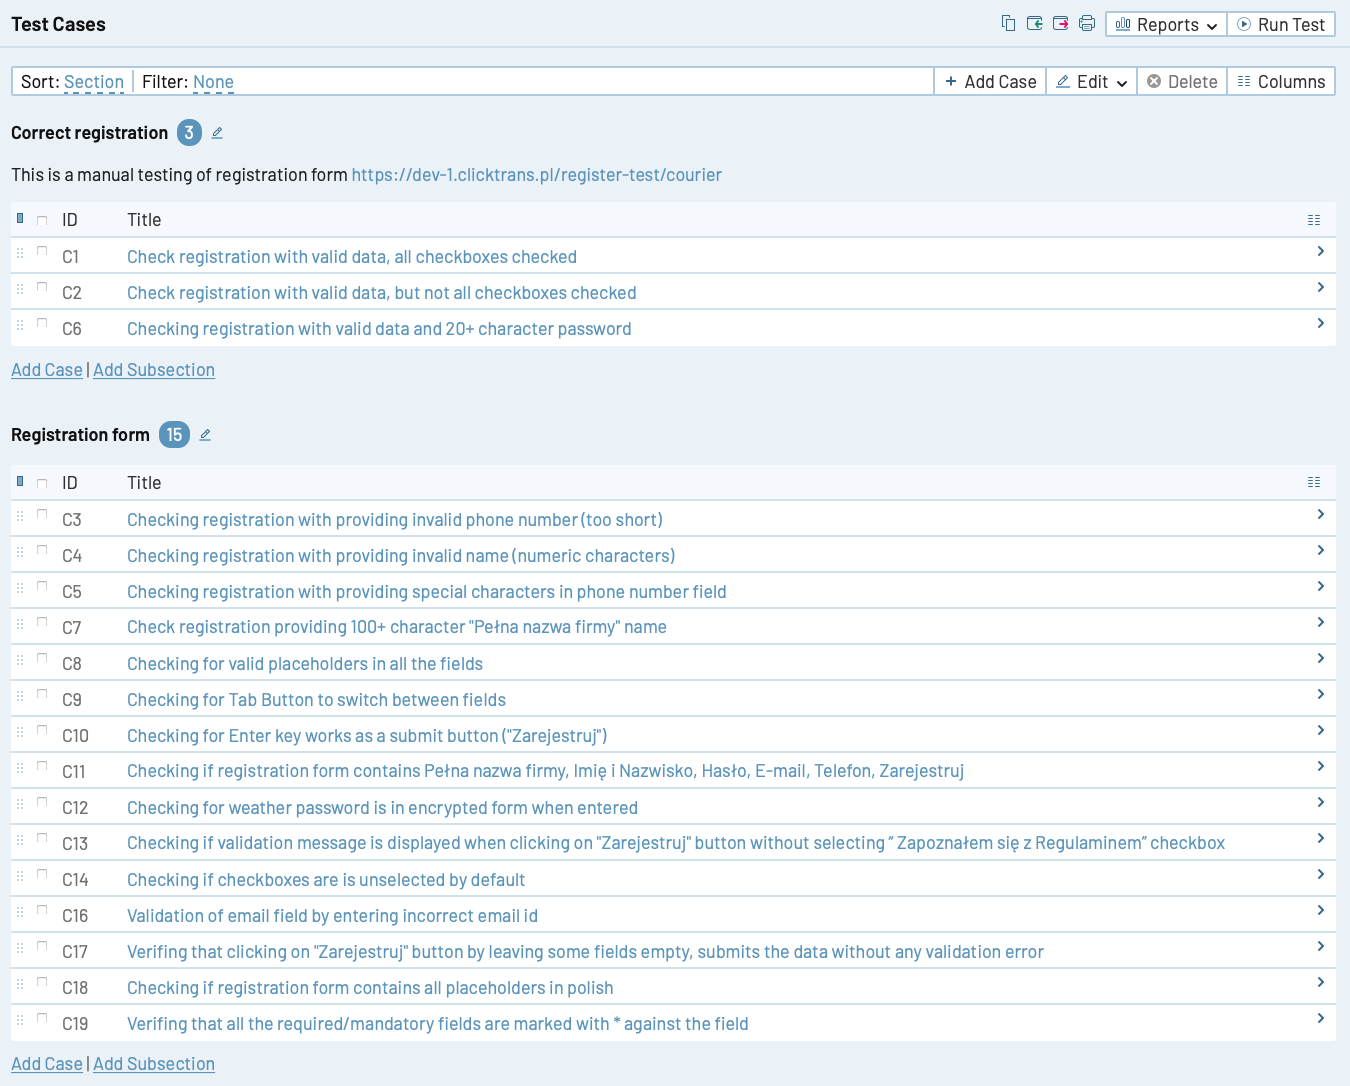 Test Cases
Reports
Run Test
Sort: Section
Filter: None
+ Add Case
Edit
Delete
Columns
Correct registration 3
This is a manual testing of registration form https://dev-1.clicktrans.pl/register-test/courier
ID Title
C1 Check registration with valid data, all checkboxes checked
C2 Check registration with valid data, but not all checkboxes checked
C6 Checking registration with valid data and 20+ character password
Add Case | Add Subsection
Registration form 15
ID Title
C3 Checking registration with providing invalid phone number (too short)
C4 Checking registration with providing invalid name (numeric characters)
C5 Checking registration with providing special characters in phone number field
C7 Check registration providing 100+ character "Pełna nazwa firmy" name
C8 Checking for valid placeholders in all the fields
C9 Checking for Tab Button to switch between fields
C10 Checking for Enter key works as a submit button ("Zarejestruj")
C11 Checking if registration form contains Pełna nazwa firmy, Imię i Nazwisko, Hasło, E-mail, Telefon, Zarejestruj
C12 Checking for weather password is in encrypted form when entered
C13 Checking if validation message is displayed when clicking on "Zarejestruj" button without selecting “ Zapoznałem się z Regulaminem” checkbox
C14 Checking if checkboxes are is unselected by default
C16 Validation of email field by entering incorrect email id
C17 Verifing that clicking on "Zarejestruj" button by leaving some fields empty, submits the data without any validation error
C18 Checking if registration form contains all placeholders in polish
C19 Verifing that all the required/mandatory fields are marked with * against the field
Add Case | Add Subsection